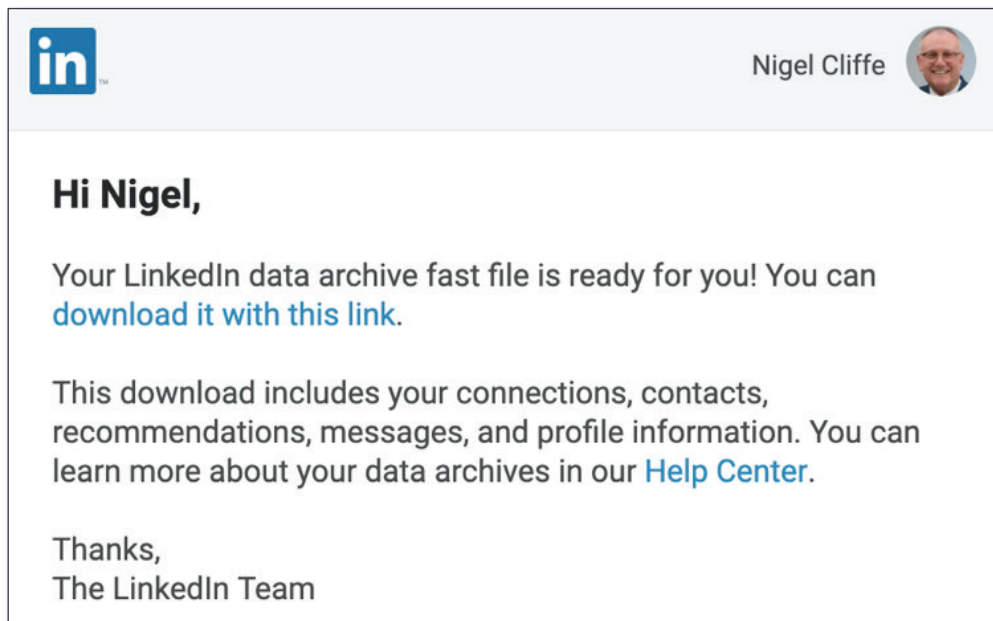 in
Nigel Cliffe
Hi Nigel,
Your LinkedIn data archive fast file is ready for you! You can
download it with this link.
This download includes your connections, contacts,
recommendations, messages, and profile information. You can
learn more about your data archives in our Help Center.
Thanks,
The LinkedIn Team